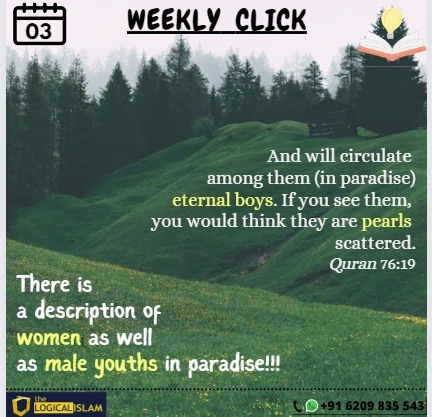 03
WEEKLY CLICK
And will circulate
among them (in paradise)
eternal boys. If you see them,
you would think they are pearls
scattered.
Quran 76:19
There is
a description of
women as well
as male youths in paradise!!!
the
LOGICAL ISLAM
+91 6209 835 543